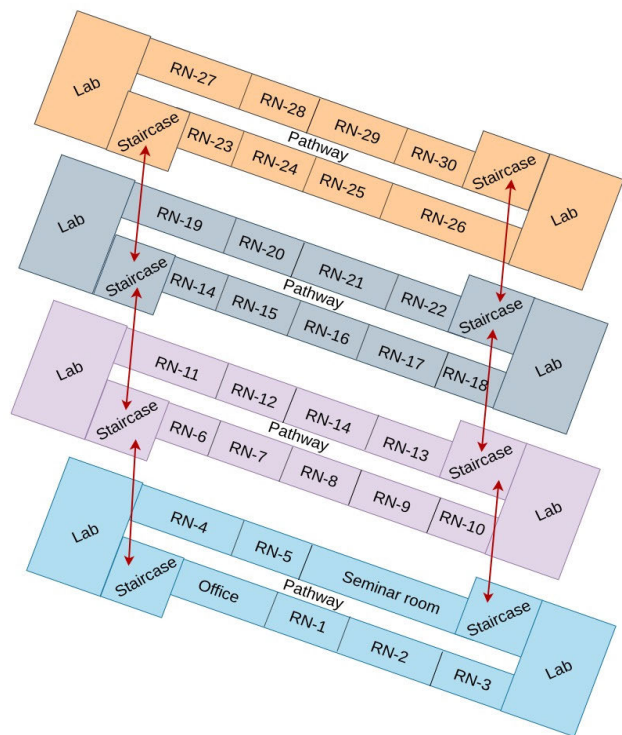 Lab
RN-27
RN-28
RN-29
RN-30
Staircase
Pathway
Staircase
RN-23
RN-24
RN-25
RN-26
Lab
Lab
RN-19
RN-20
RN-21
RN-22
Staircase
Pathway
Staircase
RN-14
RN-15
RN-16
RN-17
RN-18
Lab
Lab
RN-11
RN-12
RN-14
RN-13
Staircase
Pathway
Staircase
RN-6
RN-7
RN-8
RN-9
RN-10
Lab
Lab
RN-4
RN-5
Seminar room
Staircase
Pathway
Staircase
Office
RN-1
RN-2
RN-3
Lab